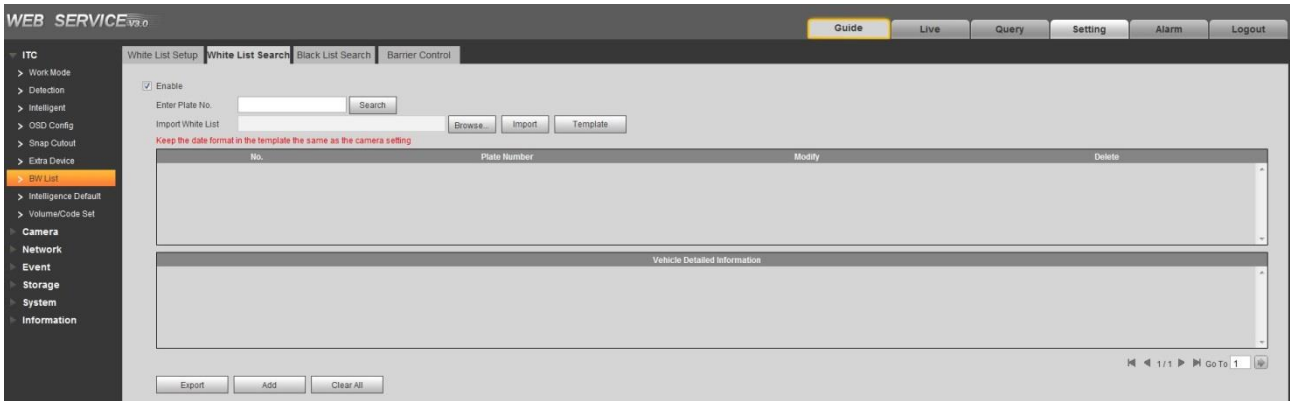 WEB SERVICE V3.0
Guide Live Query Setting Alarm Logout
ITC
Work Mode
Detection
Intelligent
OSD Config
Snap Cutout
Extra Device
BW List
Intelligence Default
Volume/Code Set
Camera
Network
Event
Storage
System
Information
White List Setup White List Search Black List Search Barrier Control
Enable
Enter Plate No. Search
Import White List Browse... Import Template
Keep the date format in the template the same as the camera setting
No. Plate Number Modify Delete
Vehicle Detailed Information
1/1 Go To 1
Export Add Clear All